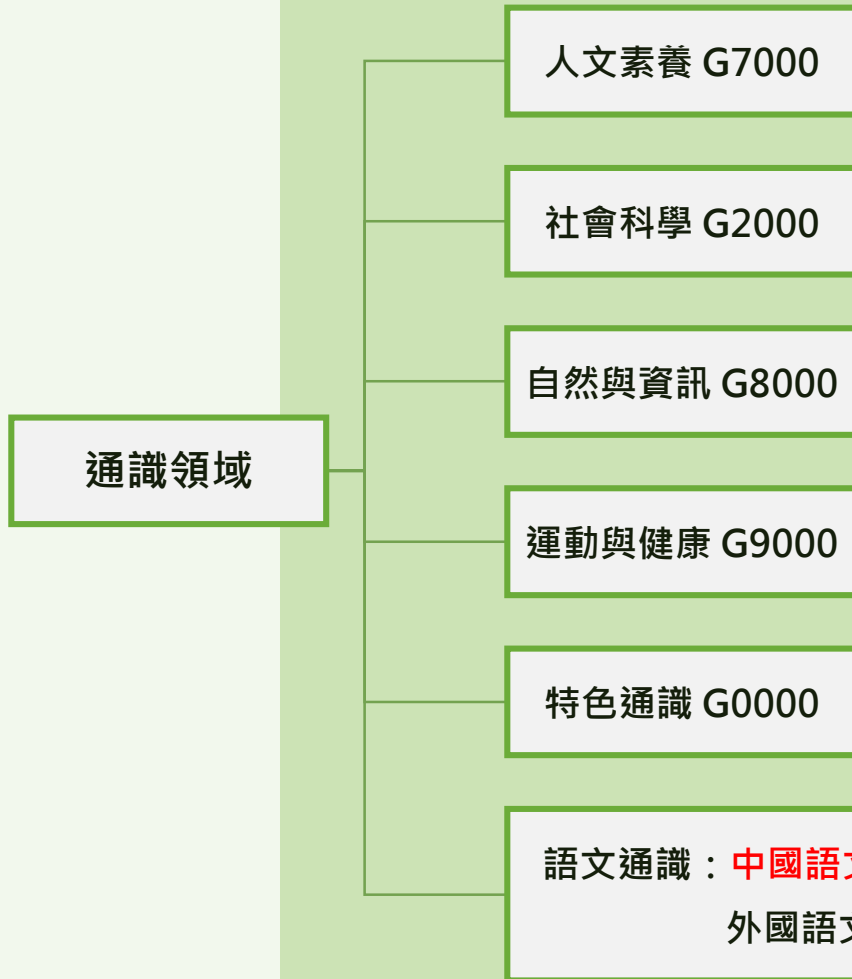 人文素養 G7000
社會科學 G2000
自然與資訊 G8000
通識領域
運動與健康 G9000
特色通識 G0000
語文通識：中國語
外國語